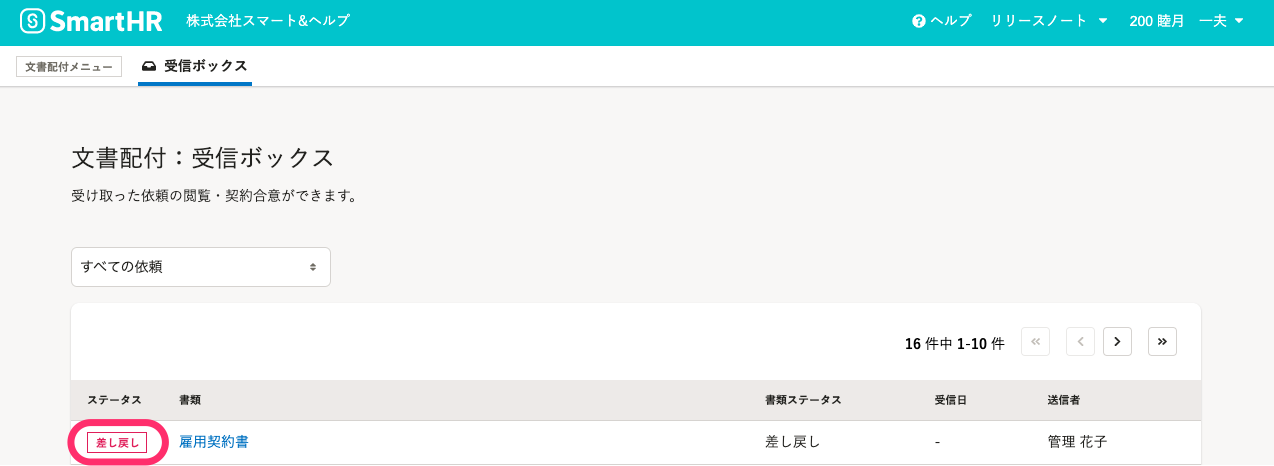 SmartHR 株式会社スマート&ヘルプ ヘルプ リリースノート 200 睦月 一夫
文書配付メニュー 受信ボックス
文書配付：受信ボックス
受け取った依頼の閲覧・契約合意ができます。
すべての依頼
16 件中 1-10 件
ステータス 書類 書類ステータス 受信日 送信者
差し戻し 雇用契約書 差し戻し - 管理 花子